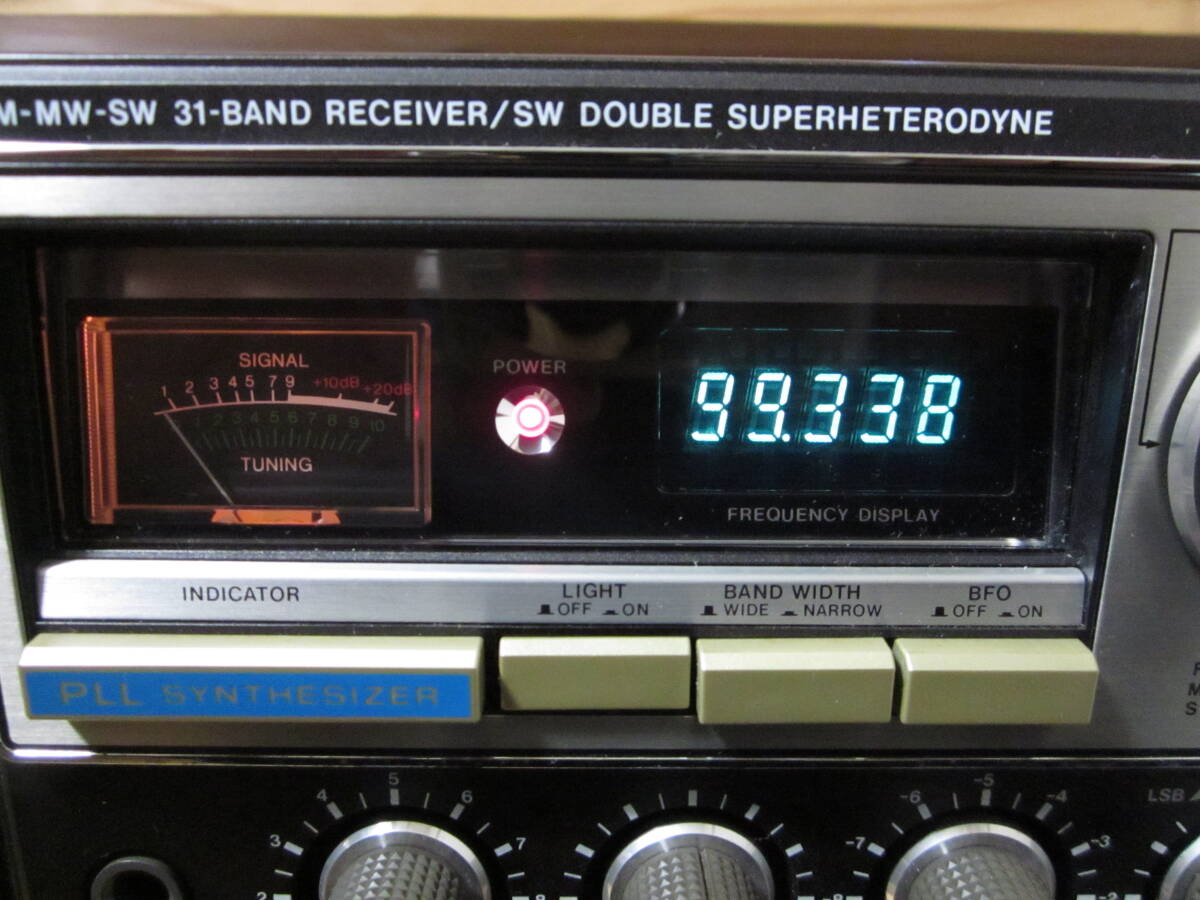 M-MW-SW 31-BAND RECEIVER/SW DOUBLE SUPERHETERODYNE
SIGNAL
1 2 3 4 5 7 9 +10dB +20dB
1 2 3 4 5 6 7 8 9 10
TUNING
POWER
99.338
FREQUENCY DISPLAY
INDICATOR
LIGHT
OFF ON
BAND WIDTH
WIDE NARROW
BFO
OFF ON
PLL SYNTHESIZER
2 3 4 5 6 7
-7 -6 -5 -4 -3
LSB